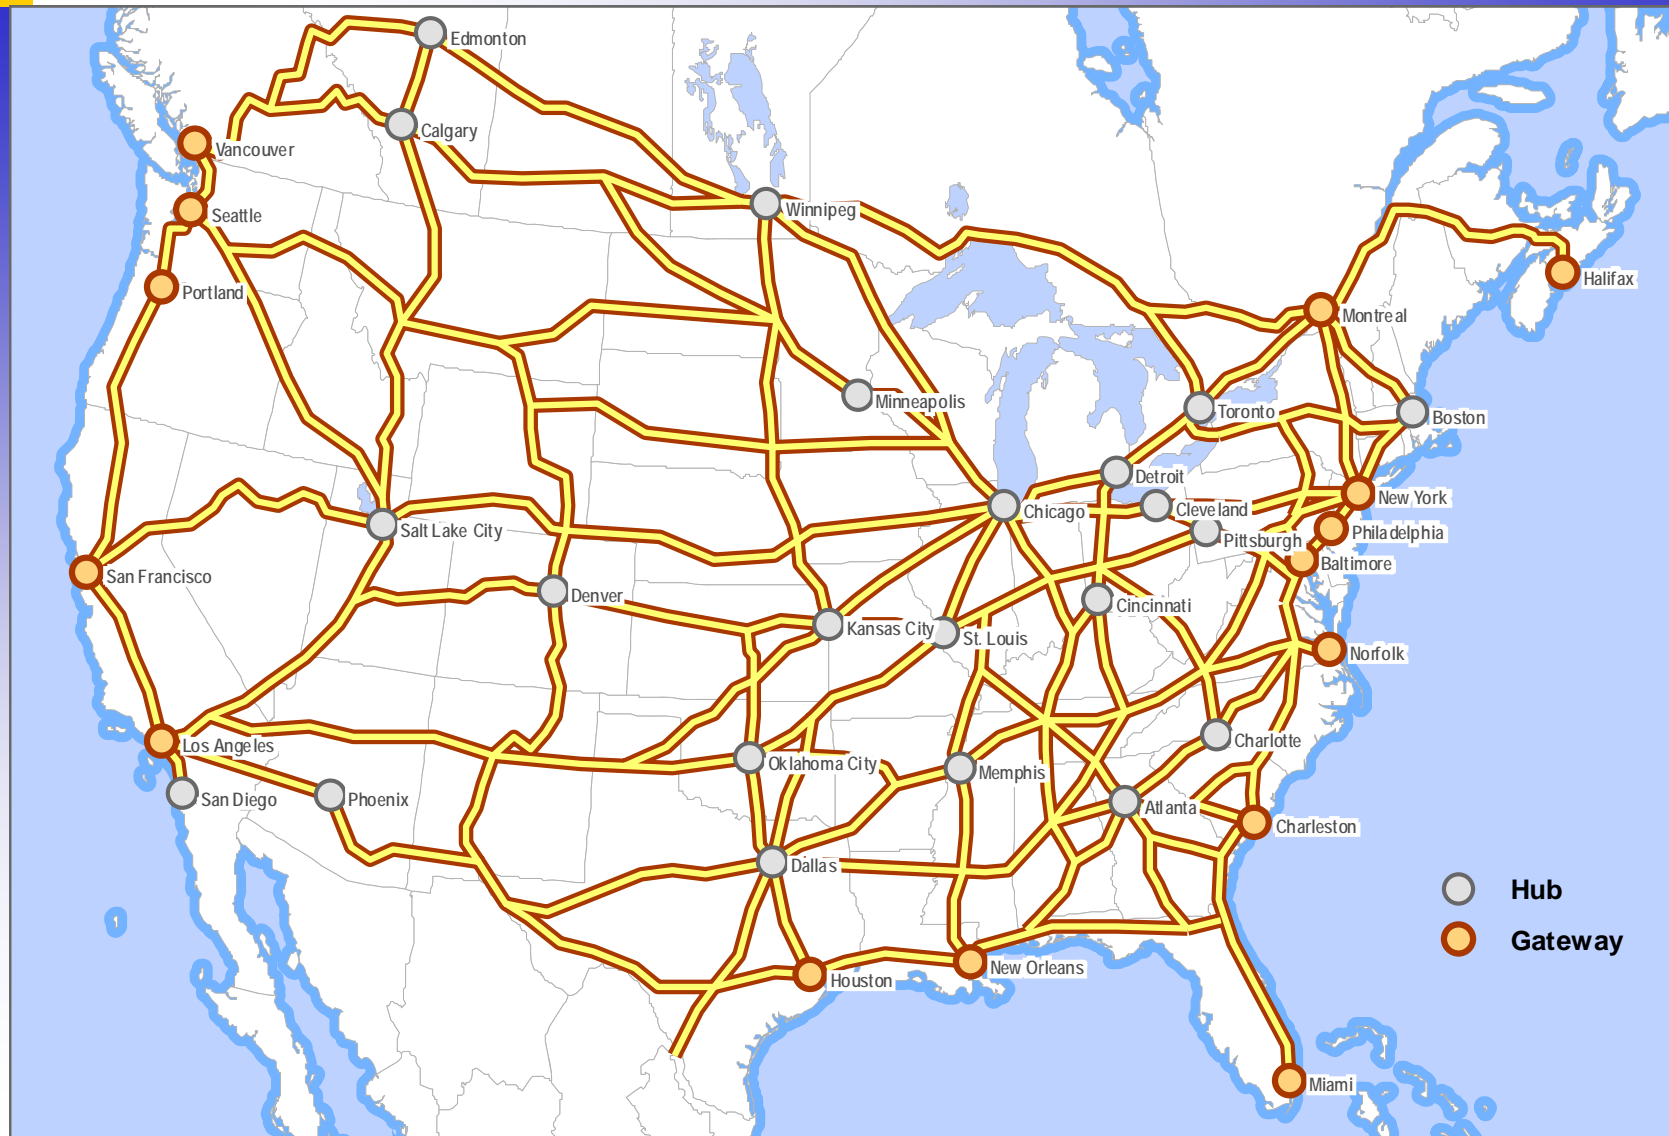 Edmonton
Calgary
Vancouver
Winnipeg
Seattle
Halifax
Portland
Montreal
Minneapolis
Toronto
Boston
Detroit
New York
Chicago
Cleveland
Salt Lake City
Philadelphia
Pittsburgh
Baltimore
San Francisco
Denver
Cincinnati
Kansas City
St. Louis
Norfolk
Charlotte
Los Angeles
Oklahoma City
Memphis
San Diego
Phoenix
Atlanta
Charleston
Dallas
Hub
Gateway
New Orleans
Houston
Miami